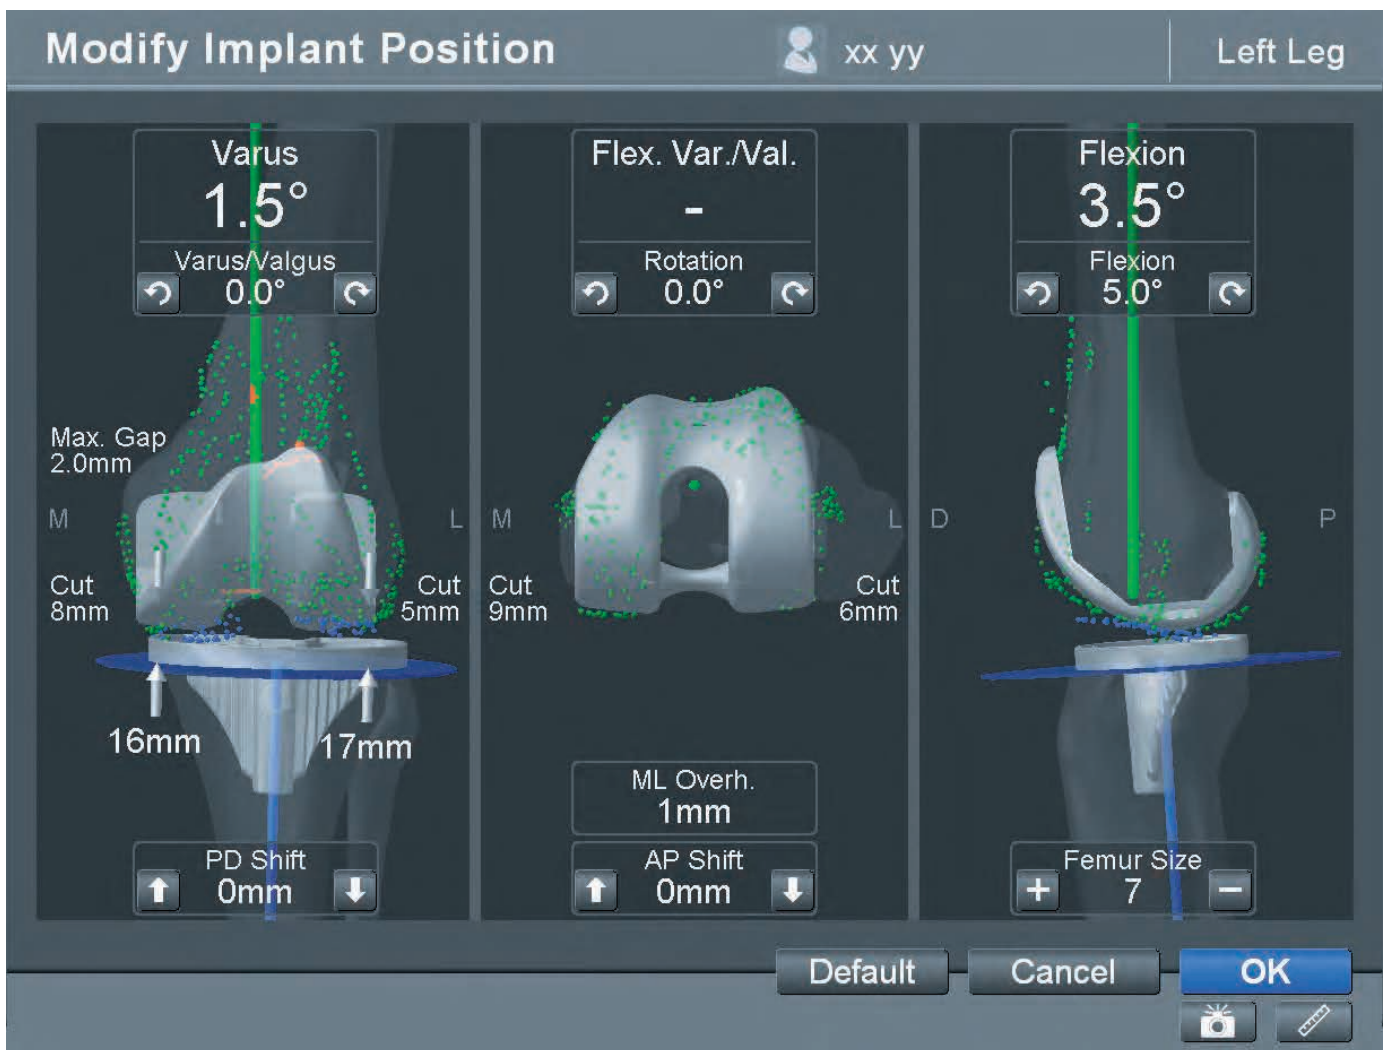 Modify Implant Position
xx yy
Left Leg
Varus
1.5°
Varus/Valgus
0.0°
Max. Gap
2.0mm
M
L
Cut
8mm
Cut
5mm
16mm
17mm
PD Shift
0mm
Flex. Var./Val.
-
Rotation
0.0°
M
L
Cut
9mm
Cut
6mm
ML Overh.
1mm
AP Shift
0mm
Flexion
3.5°
Flexion
5.0°
D
P
Femur Size
+ 7 −
Default
Cancel
OK